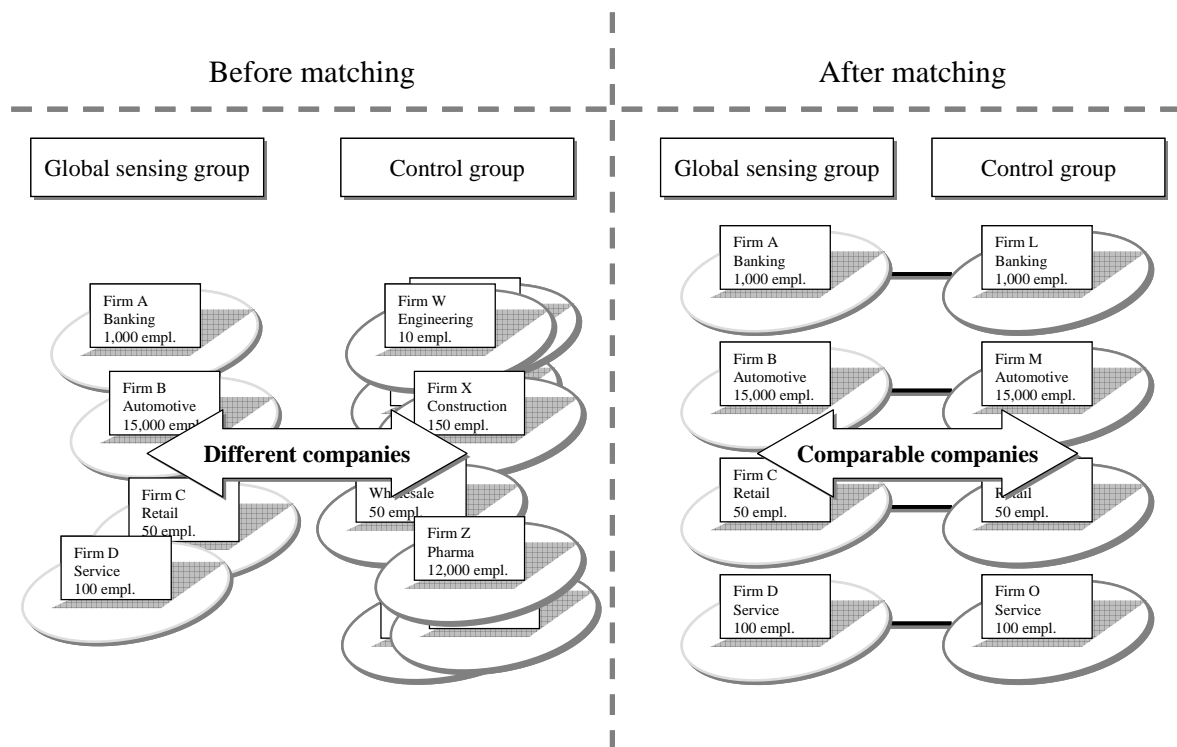 Before matching
After matching
Global sensing group
Control group
Global sensing group
Control group
Firm A
Banking
1,000 empl.
Firm B
Automotive
15,000 empl.
Firm C
Retail
50 empl.
Firm D
Service
100 empl.
Firm W
Engineering
10 empl.
Firm X
Construction
150 empl.
Wholesale
50 empl.
Firm Z
Pharma
12,000 empl.
Different companies
Firm A
Banking
1,000 empl.
Firm L
Banking
1,000 empl.
Firm B
Automotive
15,000 empl.
Firm M
Automotive
15,000 empl.
Comparable companies
Firm C
Retail
50 empl.
Retail
50 empl.
Firm D
Service
100 empl.
Firm O
Service
100 empl.